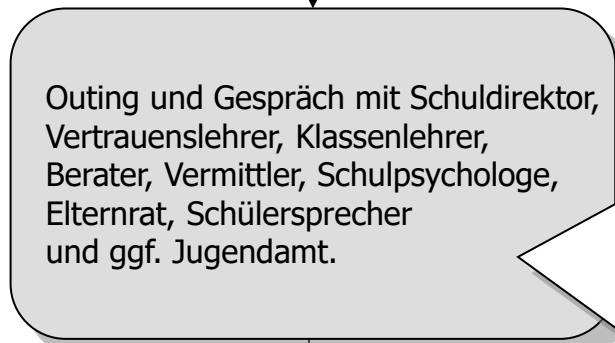 Outing und Gespräch mit Schuldirektor,
Vertrauenslehrer, Klassenlehrer,
Berater, Vermittler, Schulpsychologe,
Elternrat, Schülersprecher
und ggf. Jugendamt.